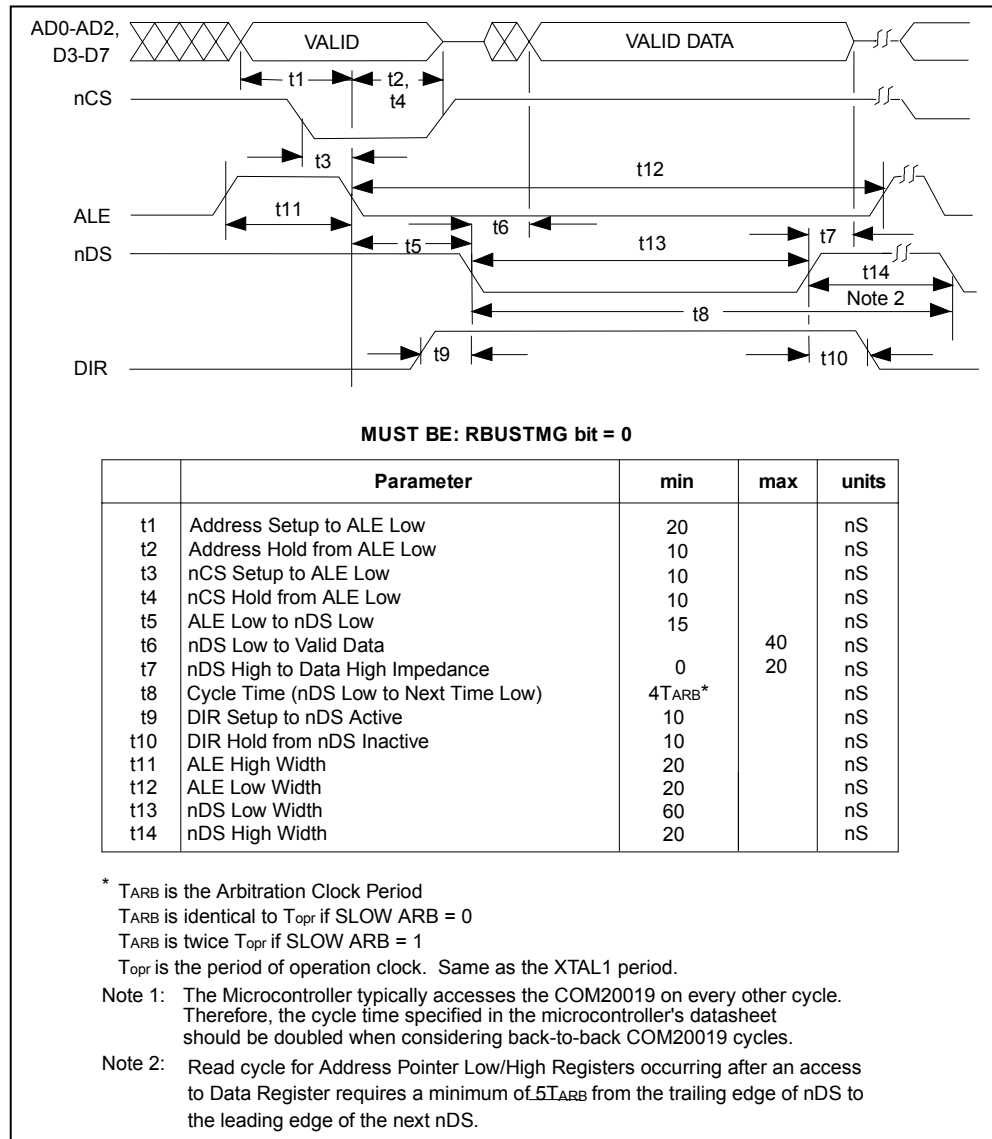 AD0-AD2,
D3-D7
VALID
VALID DATA
t1
t2,
t4
nCS
t3
t12
ALE
t11
t6
t5
t13
t7
nDS
t14
Note 2
t8
t9
t10
DIR
MUST BE: RBUSTMG bit = 0
Parameter min max units
t1 Address Setup to ALE Low 20 nS
t2 Address Hold from ALE Low 10 nS
t3 nCS Setup to ALE Low 10 nS
t4 nCS Hold from ALE Low 10 nS
t5 ALE Low to nDS Low 15 nS
t6 nDS Low to Valid Data 40 nS
t7 nDS High to Data High Impedance 0 20 nS
t8 Cycle Time (nDS Low to Next Time Low) 4TARB* nS
t9 DIR Setup to nDS Active 10 nS
t10 DIR Hold from nDS Inactive 10 nS
t11 ALE High Width 20 nS
t12 ALE Low Width 20 nS
t13 nDS Low Width 60 nS
t14 nDS High Width 20 nS
* TARB is the Arbitration Clock Period
TARB is identical to Topr if SLOW ARB = 0
TARB is twice Topr if SLOW ARB = 1
Topr is the period of operation clock. Same as the XTAL1 period.
Note 1: The Microcontroller typically accesses the COM20019 on every other cycle.
Therefore, the cycle time specified in the microcontroller's datasheet
should be doubled when considering back-to-back COM20019 cycles.
Note 2: Read cycle for Address Pointer Low/High Registers occurring after an access
to Data Register requires a minimum of 5TARB from the trailing edge of nDS to
the leading edge of the next nDS.